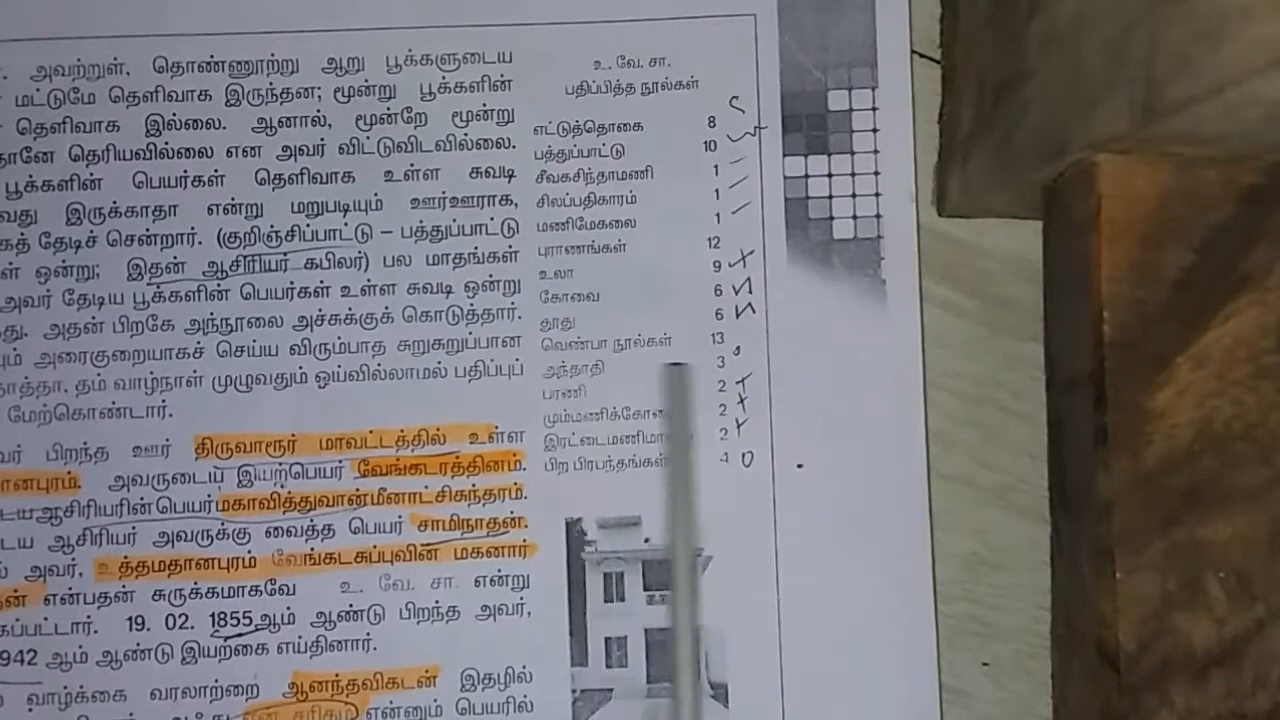 அவற்றுள், தொண்ணூற்று ஆறு பூக்களுடைய
மட்டுமே தெளிவாக இருந்தன; மூன்று பூக்களின்
தெளிவாக இல்லை. ஆனால், மூன்றே மூன்று
தானே தெரியவில்லை என அவர் விட்டுவிடவில்லை.
பூக்களின் பெயர்கள் தெளிவாக உள்ள சுவடி
இருக்காதா என்று மறுபடியும் ஊர்ஊராக,
தேடிச் சென்றார். (குறிஞ்சிப்பாட்டு – பத்துப்பாட்டு
ஒன்று; இதன் ஆசிரியர் கபிலர்) பல மாதங்கள்
அவர் தேடிய பூக்களின் பெயர்கள் உள்ள சுவடி ஒன்று
அதன் பிறகே அந்நூலை அச்சுக்குக் கொடுத்தார்.
அரைகுறையாகச் செய்ய விரும்பாத சுறுசுறுப்பான
தம் வாழ்நாள் முழுவதும் ஓய்வில்லாமல் பதிப்புப்
மேற்கொண்டார்.
பிறந்த ஊர் திருவாரூர் மாவட்டத்தில் உள்ள
அவருடைய இயற்பெயர் வேங்கடரத்தினம்.
ஆசிரியரின் பெயர் மகாவித்துவான் மீனாட்சிசுந்தரம்.
ஆசிரியர் அவருக்கு வைத்த பெயர் சாமிநாதன்.
அவர், உத்தமதானபுரம் வேங்கடசுப்புவின் மகனார்
என்பதன் சுருக்கமாகவே உ. வே. சா. என்று
19. 02. 1855ஆம் ஆண்டு பிறந்த அவர்,
942 ஆம் ஆண்டு இயற்கை எய்தினார்.
வாழ்க்கை வரலாற்றை ஆனந்தவிகடன் இதழில்
என்னும் பெயரில்
உ. வே. சா.
பதிப்பித்த நூல்கள்
எட்டுத்தொகை 8
பத்துப்பாட்டு 10
சீவகசிந்தாமணி 1
சிலப்பதிகாரம் 1
மணிமேகலை 1
புராணங்கள் 12
உலா 9
கோவை 6
தூது 6
வெண்பா நூல்கள் 13
அந்தாதி 3
பரணி 2
மும்மணிக்கோ 2
இரட்டைமணிமா 2
பிற பிரபந்தங்கள் 4